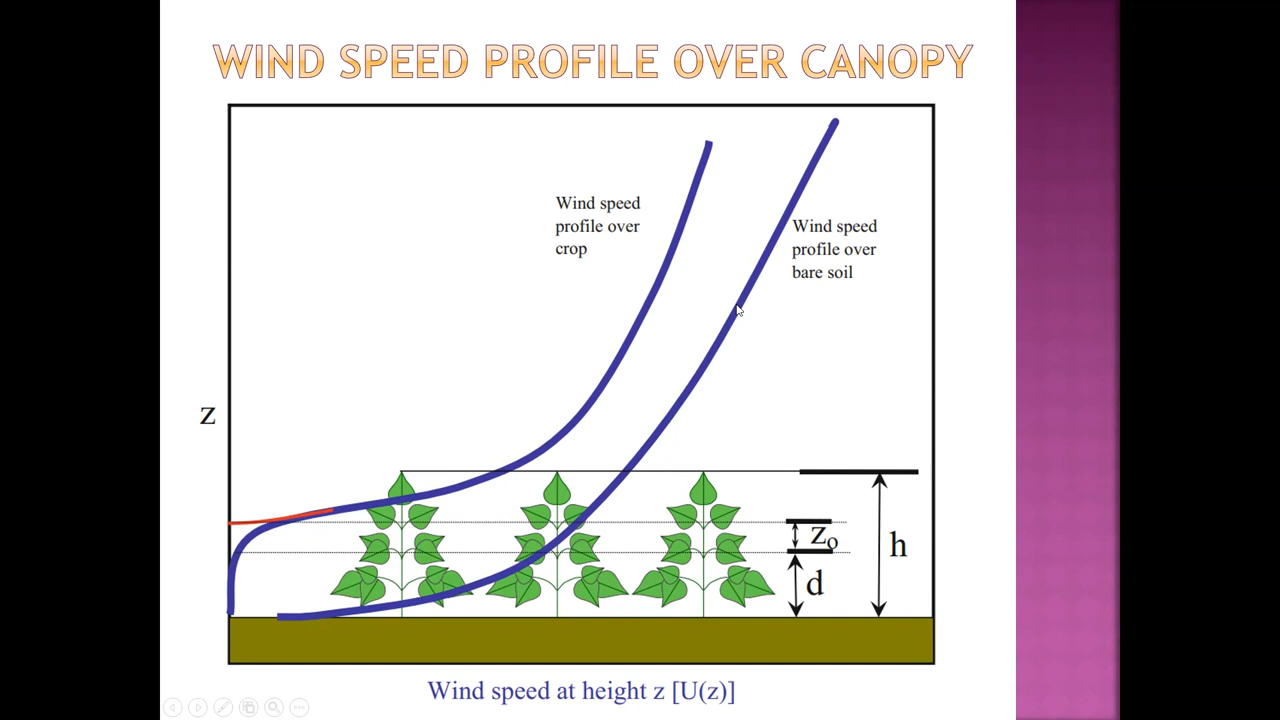 WIND SPEED PROFILE OVER CANOPY
Wind speed
profile over
crop
Wind speed
profile over
bare soil
z
zo
h
d
Wind speed at height z [U(z)]